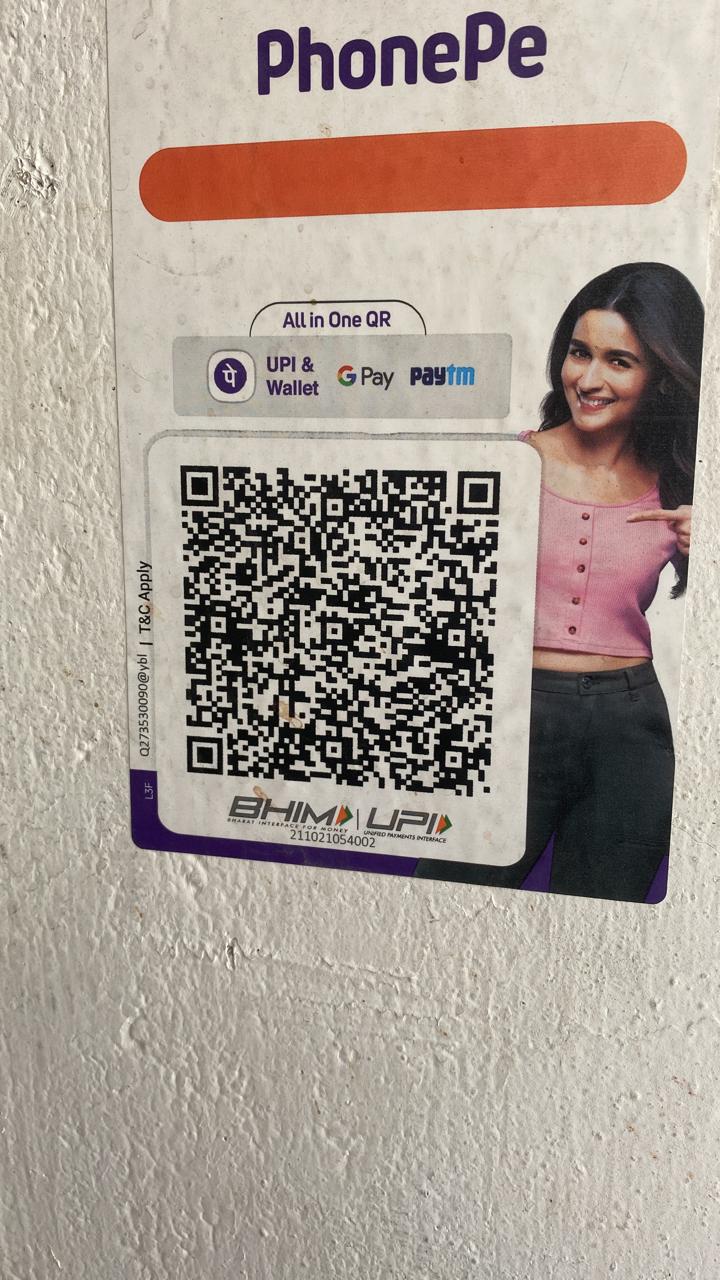 PhonePe
All in One QR
पे
UPI &
Wallet
G Pay
paytm
Q273530090@ybl | T&C Apply
L3F
BHIM
BHARAT INTERFACE FOR MONEY
UPI
UNIFIED PAYMENTS INTERFACE
211021054002